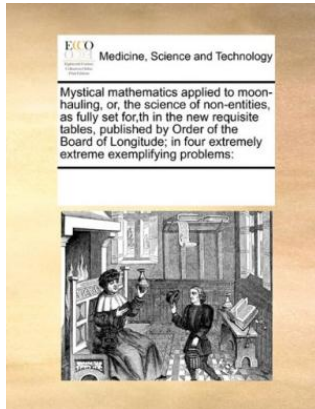 ECCO
Medicine, Science and Technology
Mystical mathematics applied to moon-
hauling, or, the science of non-entities,
as fully set for,th in the new requisite
tables, published by Order of the
Board of Longitude; in four extremely
extreme exemplifying problems: